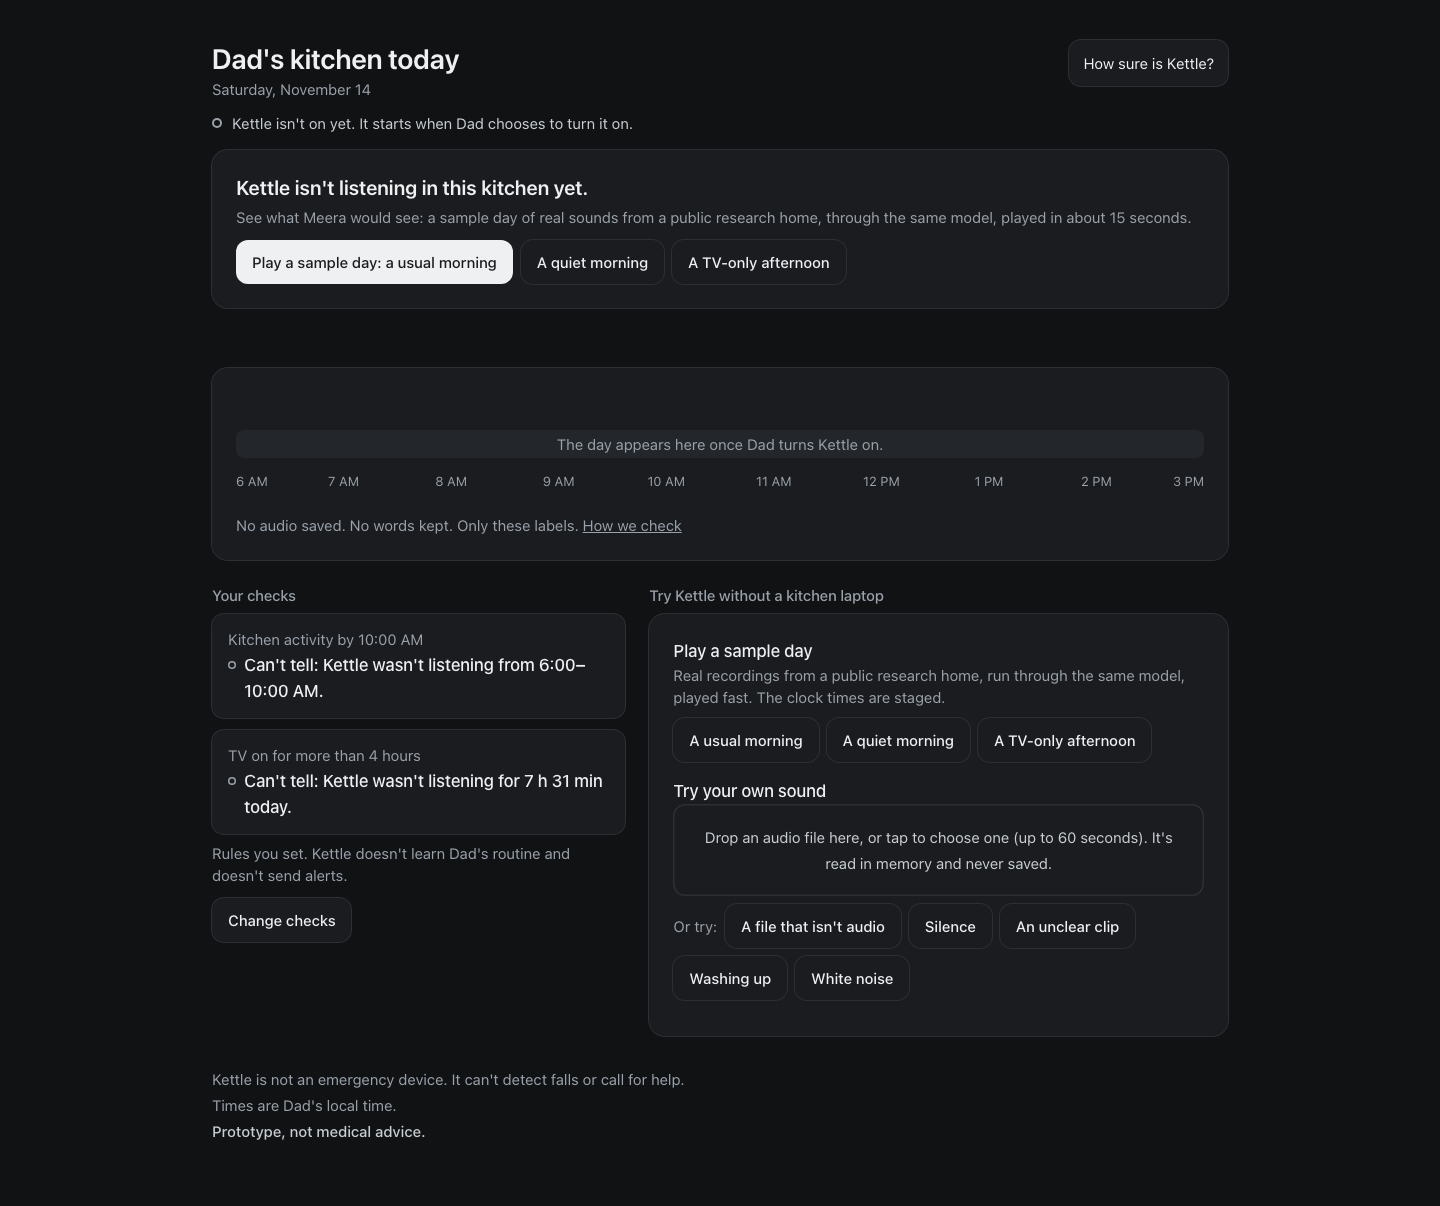 Dad's kitchen today
How sure is Kettle?
Saturday, November 14
Kettle isn't on yet. It starts when Dad chooses to turn it on.
Kettle isn't listening in this kitchen yet.
See what Meera would see: a sample day of real sounds from a public research home, through the same model, played in about 15 seconds.
Play a sample day: a usual morning
A quiet morning
A TV-only afternoon
The day appears here once Dad turns Kettle on.
6 AM 7 AM 8 AM 9 AM 10 AM 11 AM 12 PM 1 PM 2 PM 3 PM
No audio saved. No words kept. Only these labels. How we check
Your checks
Kitchen activity by 10:00 AM
Can't tell: Kettle wasn't listening from 6:00–
10:00 AM.
TV on for more than 4 hours
Can't tell: Kettle wasn't listening for 7 h 31 min
today.
Rules you set. Kettle doesn't learn Dad's routine and
doesn't send alerts.
Change checks
Try Kettle without a kitchen laptop
Play a sample day
Real recordings from a public research home, run through the same model,
played fast. The clock times are staged.
A usual morning
A quiet morning
A TV-only afternoon
Try your own sound
Drop an audio file here, or tap to choose one (up to 60 seconds). It's
read in memory and never saved.
Or try:
A file that isn't audio
Silence
An unclear clip
Washing up
White noise
Kettle is not an emergency device. It can't detect falls or call for help.
Times are Dad's local time.
Prototype, not medical advice.